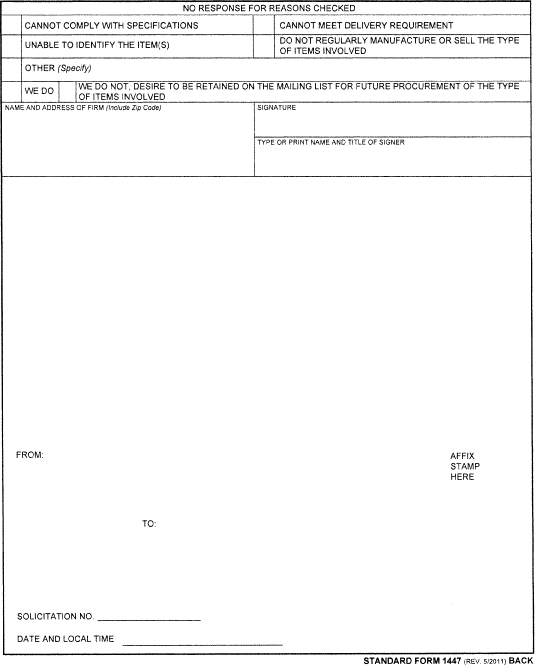 NO RESPONSE FOR REASONS CHECKED
CANNOT COMPLY WITH SPECIFICATIONS
CANNOT MEET DELIVERY REQUIREMENT
UNABLE TO IDENTIFY THE ITEM(S)
DO NOT REGULARLY MANUFACTURE OR SELL THE TYPE
OF ITEMS INVOLVED
OTHER (Specify)
WE DO
WE DO NOT, DESIRE TO BE RETAINED ON THE MAILING LIST FOR FUTURE PROCUREMENT OF THE TYPE
OF ITEMS INVOLVED
NAME AND ADDRESS OF FIRM (Include Zip Code)
SIGNATURE
TYPE OR PRINT NAME AND TITLE OF SIGNER
FROM:
AFFIX
STAMP
HERE
TO:
SOLICITATION NO.
DATE AND LOCAL TIME
STANDARD FORM 1447 (REV. 5/2011) BACK